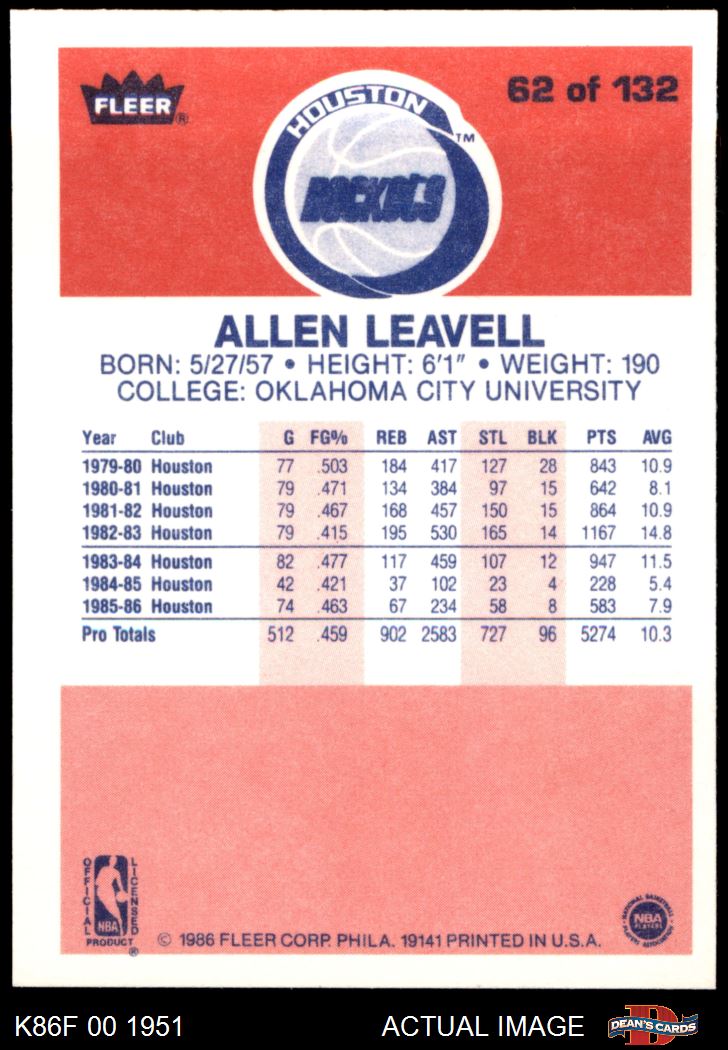 FLEER®
HOUSTON
ROCKETS
TM
62 of 132
ALLEN LEAVELL
BORN: 5/27/57 • HEIGHT: 6'1" • WEIGHT: 190
COLLEGE: OKLAHOMA CITY UNIVERSITY
Year Club G FG% REB AST STL BLK PTS AVG
1979-80 Houston 77 .503 184 417 127 28 843 10.9
1980-81 Houston 79 .471 134 384 97 15 642 8.1
1981-82 Houston 79 .467 168 457 150 15 864 10.9
1982-83 Houston 79 .415 195 530 165 14 1167 14.8
1983-84 Houston 82 .477 117 459 107 12 947 11.5
1984-85 Houston 42 .421 37 102 23 4 228 5.4
1985-86 Houston 74 .463 67 234 58 8 583 7.9
Pro Totals 512 .459 902 2583 727 96 5274 10.3
OFFICIAL
LICENSED
NBA
PRODUCT®
© 1986 FLEER CORP. PHILA. 19141 PRINTED IN U.S.A.
NATIONAL BASKETBALL
NBA
PLAYERS
PLAYERS ASSOCIATION
K86F 00 1951
ACTUAL IMAGE
D
DEAN'S CARDS